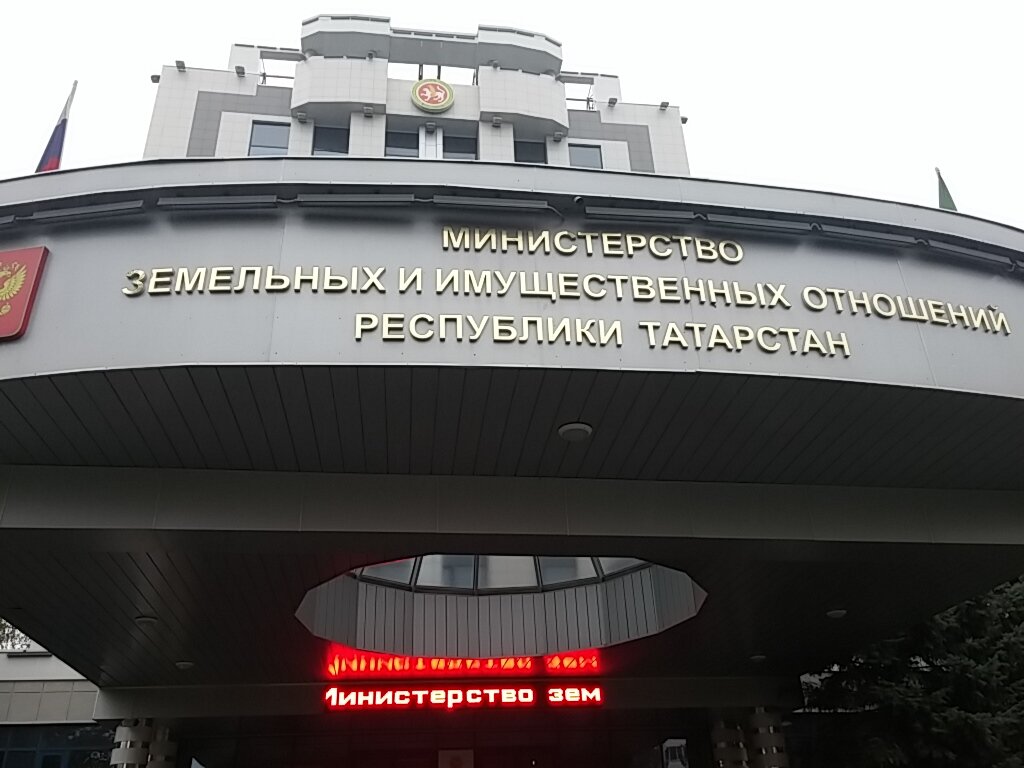 МИНИСТЕРСТВО
ЗЕМЕЛЬНЫХ И ИМУЩЕСТВЕННЫХ ОТНОШЕНИЙ
РЕСПУБЛИКИ ТАТАРСТАН
Министерство зем